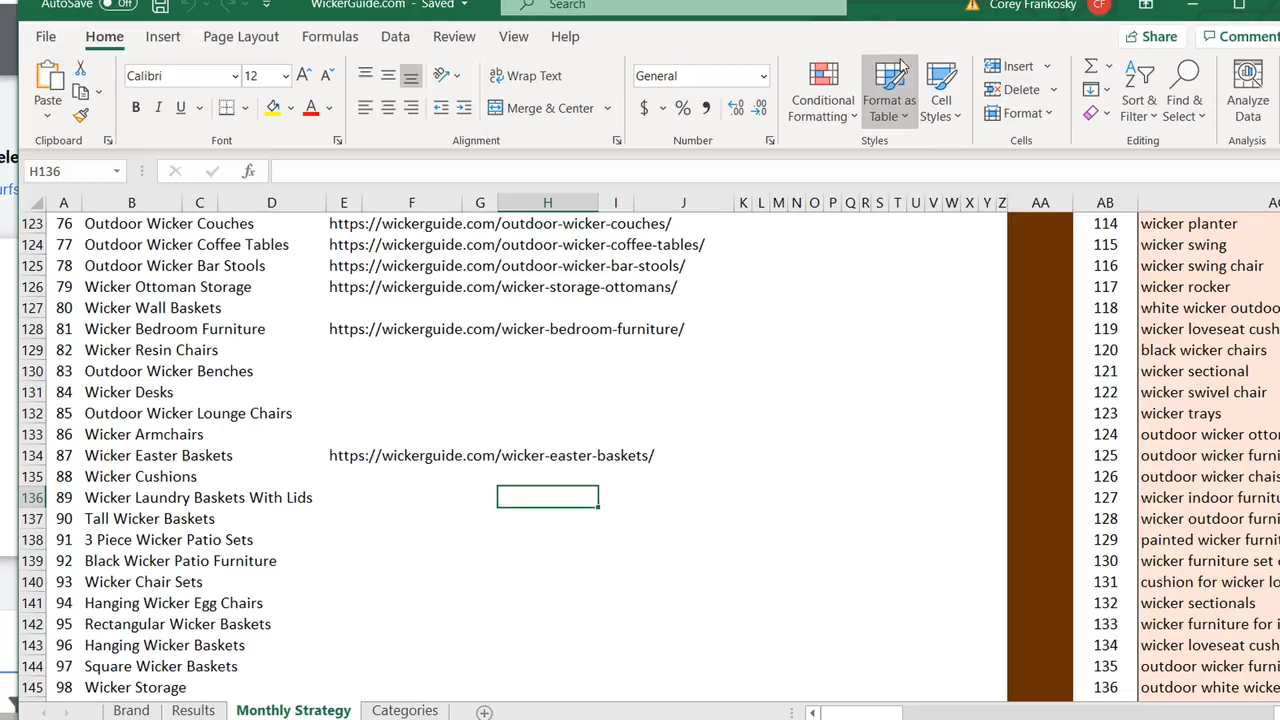 AutoSave Off WickerGuide.com - Saved Search Corey Frankosky CF
File Home Insert Page Layout Formulas Data Review View Help Share Comment
Paste Calibri 12 B I U A Wrap Text Merge & Center General $ % Conditional Formatting Format as Table Cell Styles Insert Delete Format Sort & Filter Find & Select Analyze Data
Clipboard Font Alignment Number Styles Cells Editing Analysis
H136 fx
A B C D E F G H I J K L M N O P Q R S T U V W X Y Z AA AB
123 76 Outdoor Wicker Couches https://wickerguide.com/outdoor-wicker-couches/ 114 wicker planter
124 77 Outdoor Wicker Coffee Tables https://wickerguide.com/outdoor-wicker-coffee-tables/ 115 wicker swing
125 78 Outdoor Wicker Bar Stools https://wickerguide.com/outdoor-wicker-bar-stools/ 116 wicker swing chair
126 79 Wicker Ottoman Storage https://wickerguide.com/wicker-storage-ottomans/ 117 wicker rocker
127 80 Wicker Wall Baskets 118 white wicker outdoo
128 81 Wicker Bedroom Furniture https://wickerguide.com/wicker-bedroom-furniture/ 119 wicker loveseat cush
129 82 Wicker Resin Chairs 120 black wicker chairs
130 83 Outdoor Wicker Benches 121 wicker sectional
131 84 Wicker Desks 122 wicker swivel chair
132 85 Outdoor Wicker Lounge Chairs 123 wicker trays
133 86 Wicker Armchairs 124 outdoor wicker otto
134 87 Wicker Easter Baskets https://wickerguide.com/wicker-easter-baskets/ 125 outdoor wicker furni
135 88 Wicker Cushions 126 outdoor wicker chais
136 89 Wicker Laundry Baskets With Lids 127 wicker indoor furnitu
137 90 Tall Wicker Baskets 128 wicker outdoor furni
138 91 3 Piece Wicker Patio Sets 129 painted wicker furnit
139 92 Black Wicker Patio Furniture 130 wicker furniture set
140 93 Wicker Chair Sets 131 cushion for wicker lo
141 94 Hanging Wicker Egg Chairs 132 wicker sectionals
142 95 Rectangular Wicker Baskets 133 wicker furniture for i
143 96 Hanging Wicker Baskets 134 wicker loveseat cush
144 97 Square Wicker Baskets 135 outdoor wicker furni
145 98 Wicker Storage 136 outdoor white wicker
Brand Results Monthly Strategy Categories